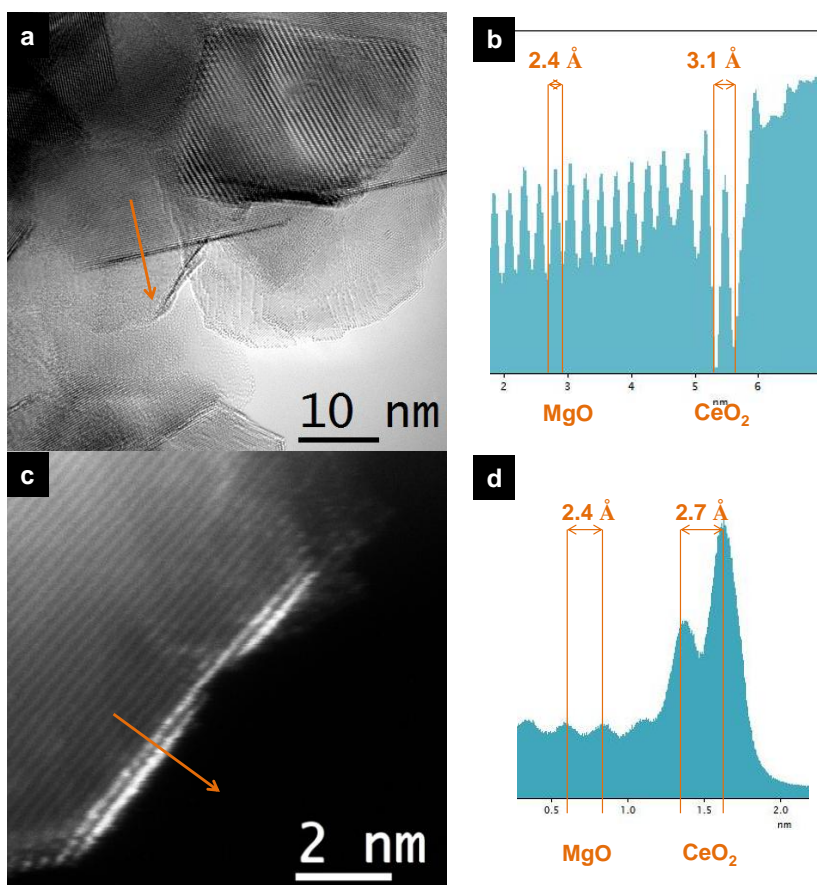 a
10 nm
b
2.4 Å 3.1 Å
2 3 4 5 6
nm
MgO CeO₂
c
2 nm
d
2.4 Å 2.7 Å
0.5 1.0 1.5 2.0
nm
MgO CeO₂